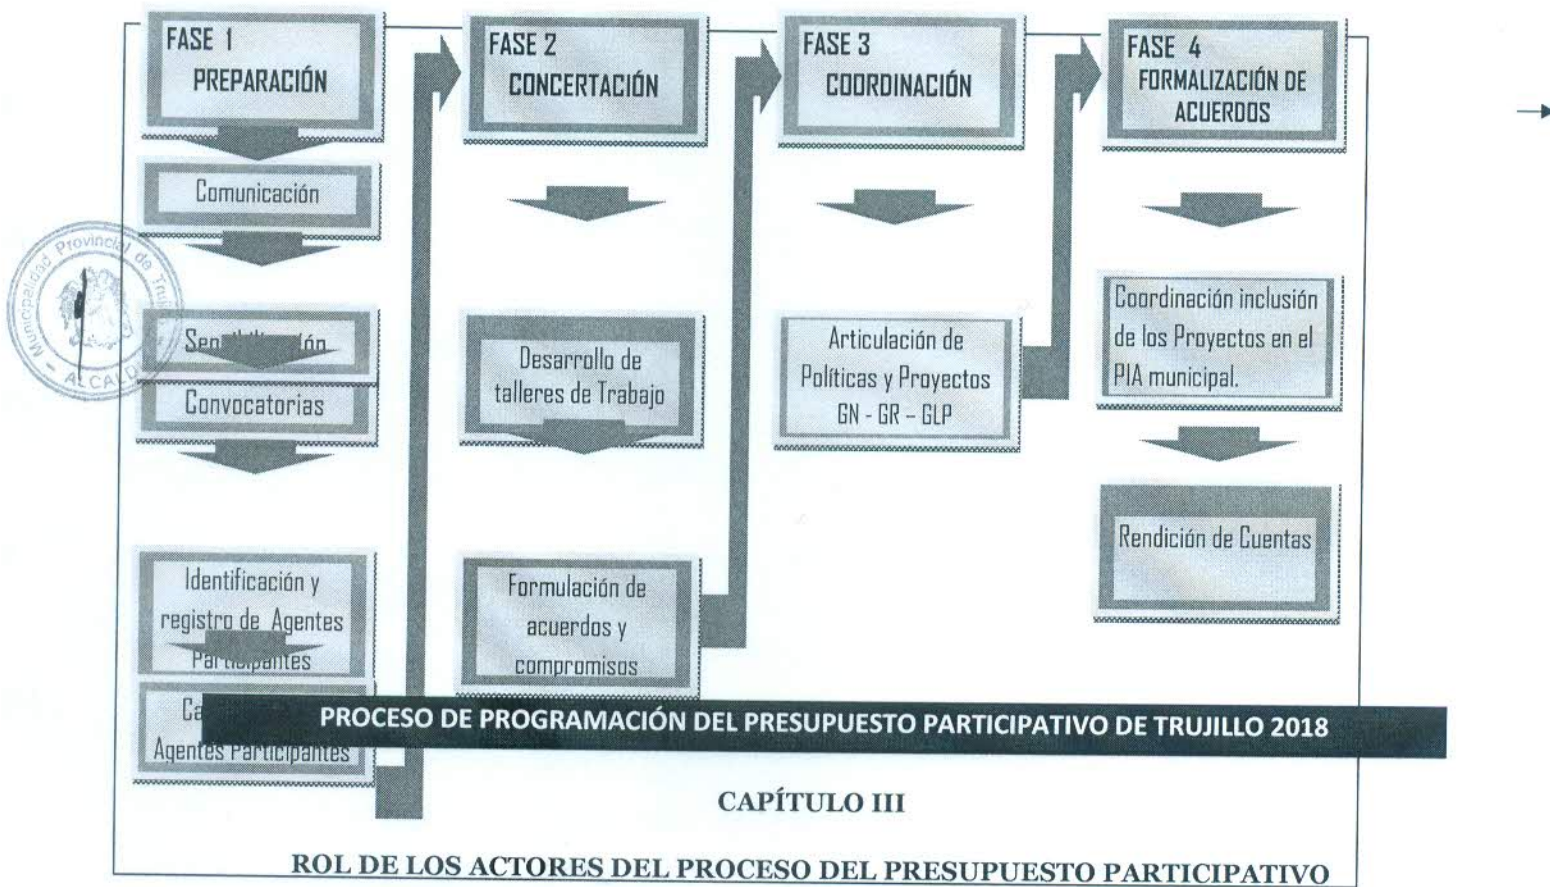 FASE 1
PREPARACIÓN
Comunicación
Convocatorias
Identificación y
registro de Agentes
Participantes
Agentes Participantes
FASE 2
CONCERTACIÓN
Desarrollo de
talleres de Trabajo
Formulación de
acuerdos y
compromisos
FASE 3
COORDINACIÓN
Articulación de
Políticas y Proyectos
GN - GR – GLP
FASE 4
FORMALIZACIÓN DE
ACUERDOS
Coordinación inclusión
de los Proyectos en el
PIA municipal.
Rendición de Cuentas
Municipalidad Provincial de
PROCESO DE PROGRAMACIÓN DEL PRESUPUESTO PARTICIPATIVO DE TRUJILLO 2018
CAPÍTULO III
ROL DE LOS ACTORES DEL PROCESO DEL PRESUPUESTO PARTICIPATIVO